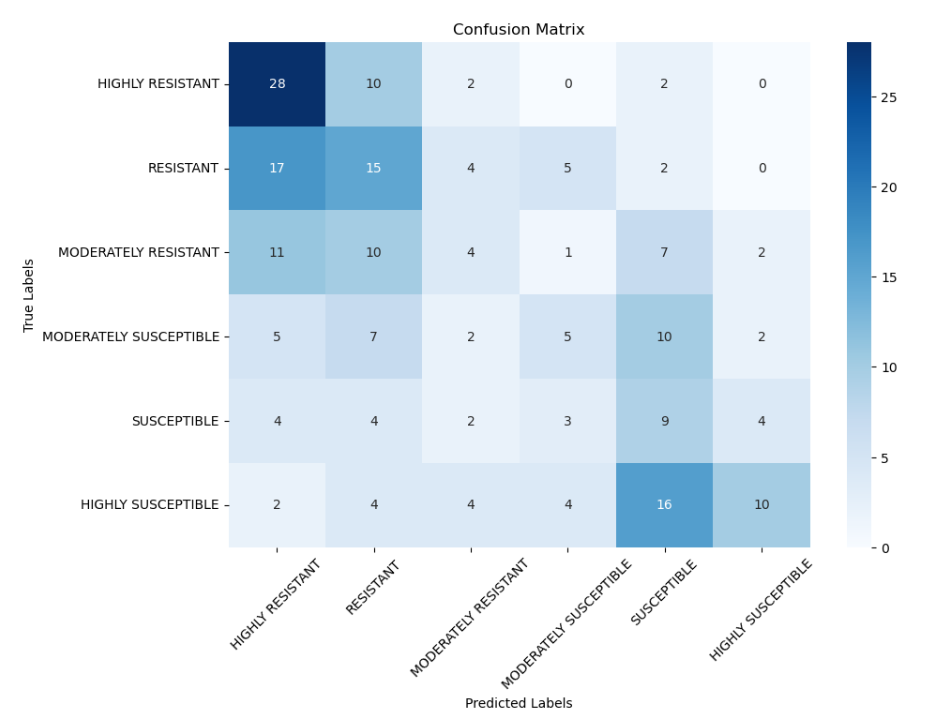 Confusion Matrix
HIGHLY RESISTANT 28 10 2 0 2 0
RESISTANT 17 15 4 5 2 0
MODERATELY RESISTANT 11 10 4 1 7 2
MODERATELY SUSCEPTIBLE 5 7 2 5 10 2
SUSCEPTIBLE 4 4 2 3 9 4
HIGHLY SUSCEPTIBLE 2 4 4 4 16 10
True Labels
HIGHLY RESISTANT
RESISTANT
MODERATELY RESISTANT
MODERATELY SUSCEPTIBLE
SUSCEPTIBLE
HIGHLY SUSCEPTIBLE
Predicted Labels
25
20
15
10
5
0